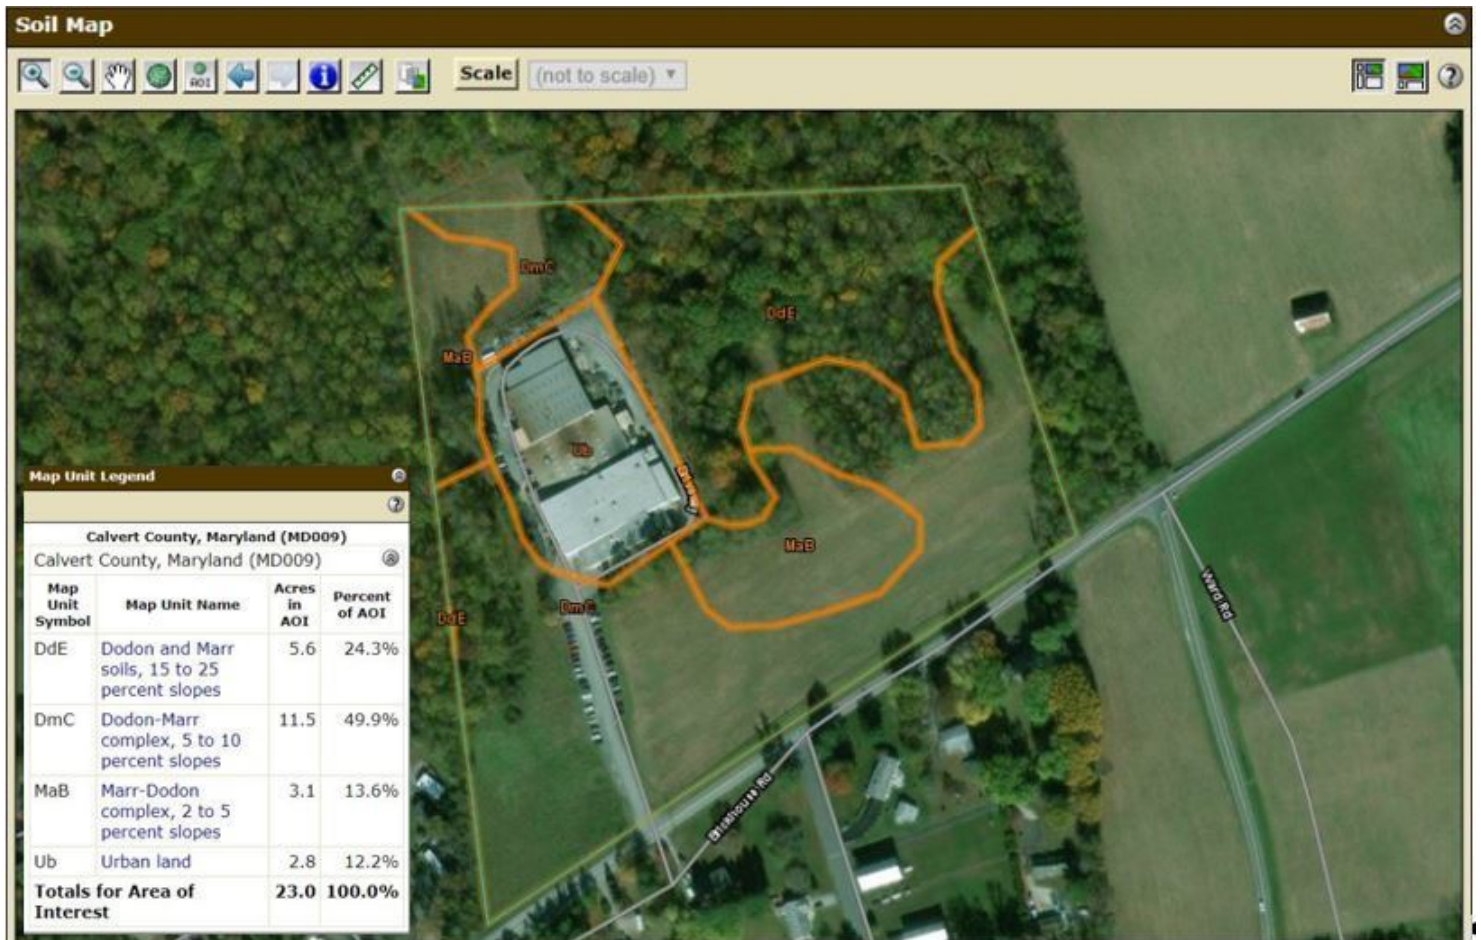 Soil Map
AOI
Scale
(not to scale)
DmC
DdE
MaB
Ub
MaB
DmC
DdE
Ward Rd
Brickhouse Rd
Map Unit Legend
Calvert County, Maryland (MD009)
Calvert County, Maryland (MD009)
Map Unit Symbol
Map Unit Name
Acres in AOI
Percent of AOI
DdE
Dodon and Marr
soils, 15 to 25
percent slopes
5.6
24.3%
DmC
Dodon-Marr
complex, 5 to 10
percent slopes
11.5
49.9%
MaB
Marr-Dodon
complex, 2 to 5
percent slopes
3.1
13.6%
Ub
Urban land
2.8
12.2%
Totals for Area of
Interest
23.0
100.0%